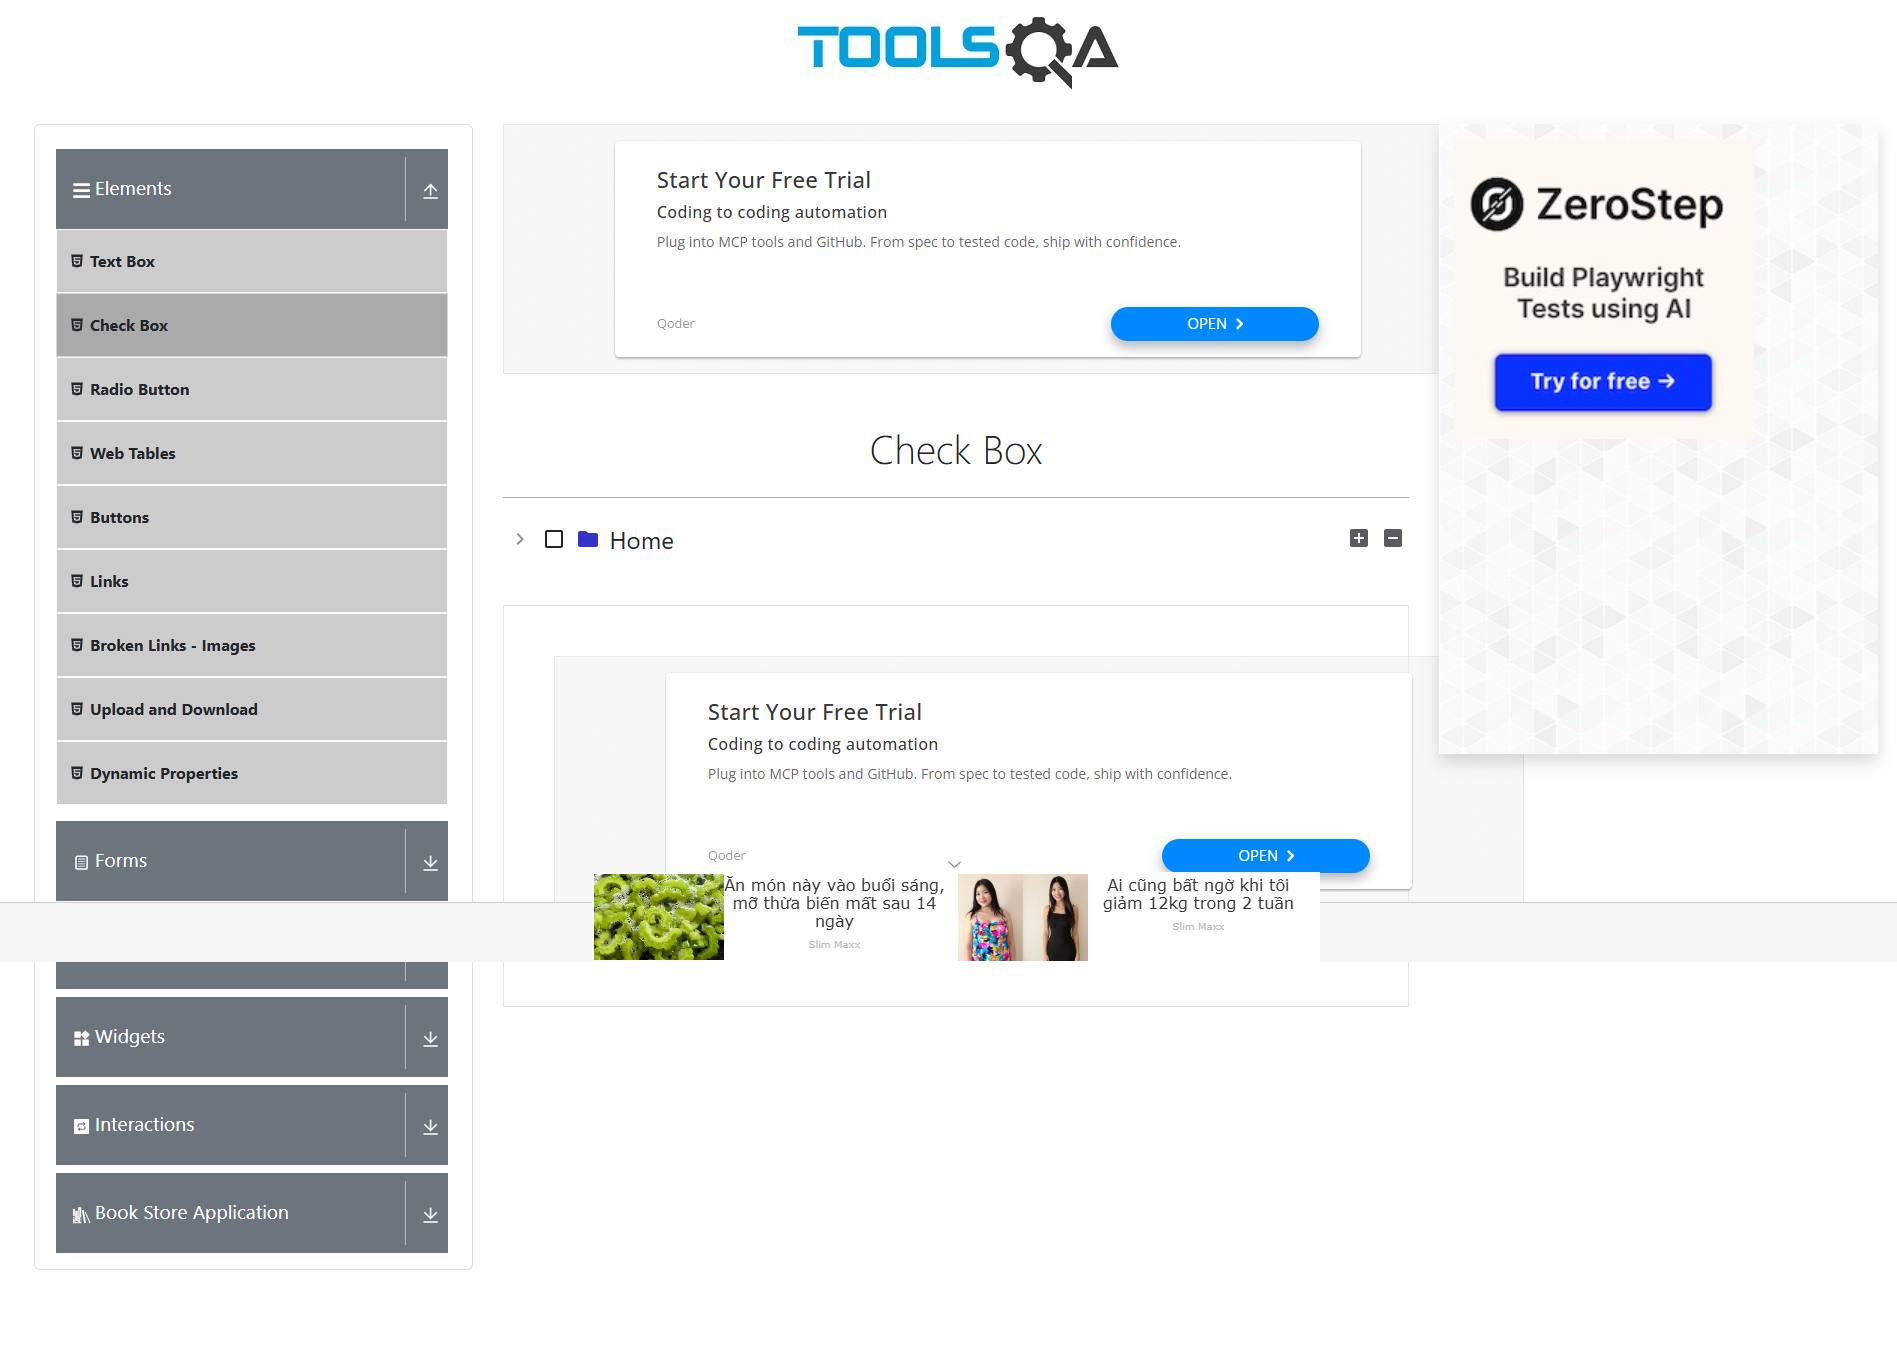 TOOLSQA
Elements
Text Box
Check Box
Radio Button
Web Tables
Buttons
Links
Broken Links - Images
Upload and Download
Dynamic Properties
Forms
Widgets
Interactions
Book Store Application
Start Your Free Trial
Coding to coding automation
Plug into MCP tools and GitHub. From spec to tested code, ship with confidence.
Qoder
OPEN
Check Box
Home
Start Your Free Trial
Coding to coding automation
Plug into MCP tools and GitHub. From spec to tested code, ship with confidence.
Qoder
OPEN
Ăn món này vào buổi sáng,
mỡ thừa biến mất sau 14
ngày
Slim Maxx
Ai cũng bất ngờ khi tôi
giảm 12kg trong 2 tuần
Slim Maxx
ZeroStep
Build Playwright
Tests using AI
Try for free →